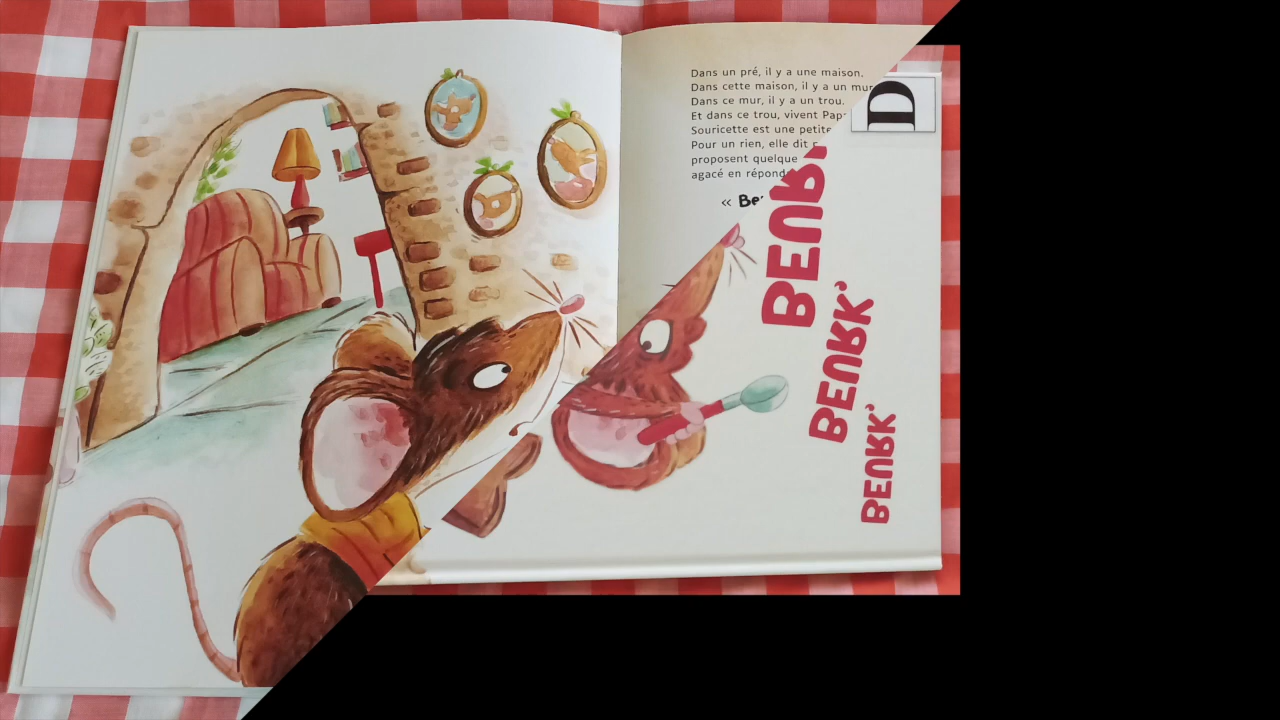 Dans un pré, il y a une maison.
Dans cette maison, il y a un mur
Dans ce mur, il y a un trou.
Et dans ce trou, vivent
Souricette est une petite
Pour un rien, elle dit
proposent quelque
agacé en répond
«
D
BEURK,
BEURK,
BEURK,